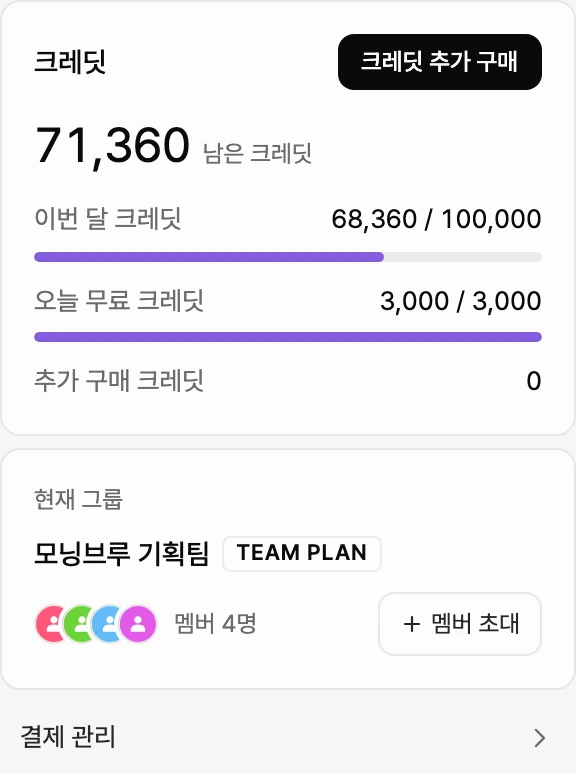 크레딧
크레딧 추가 구매
71,360 남은 크레딧
이번 달 크레딧 68,360 / 100,000
오늘 무료 크레딧 3,000 / 3,000
추가 구매 크레딧 0
현재 그룹
모닝브루 기획팀 TEAM PLAN
멤버 4명 + 멤버 초대
결제 관리